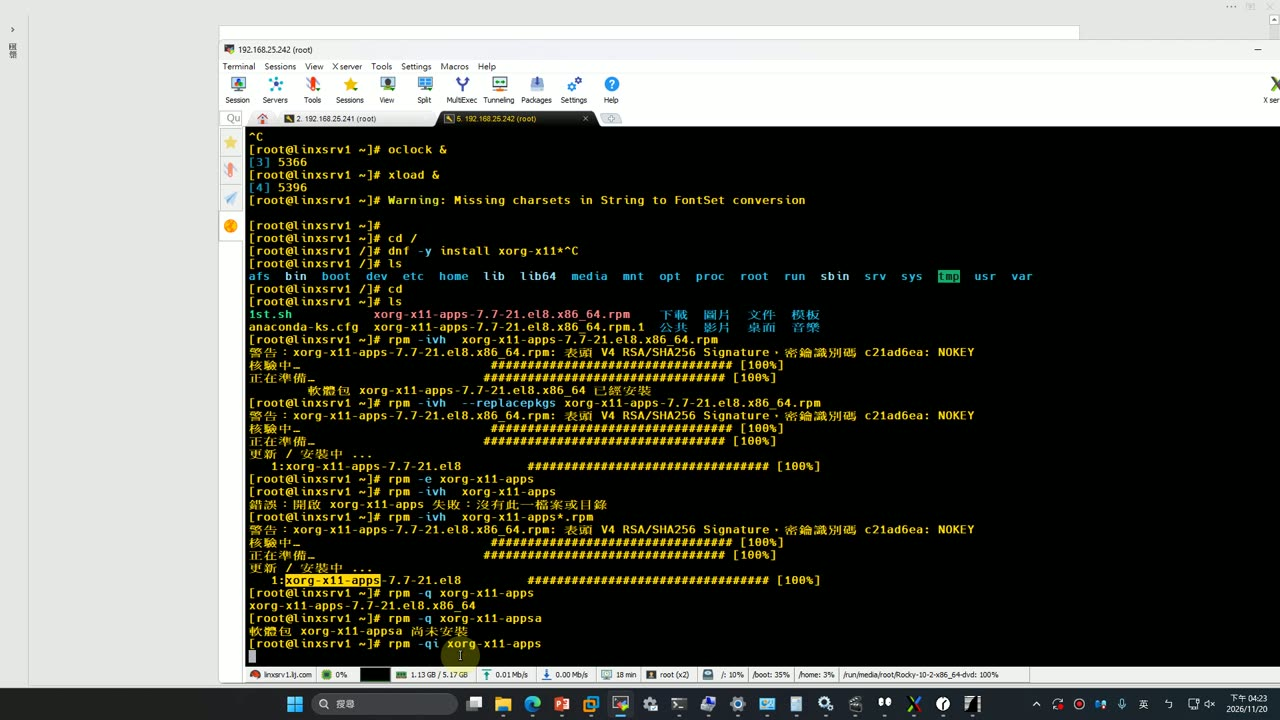 192.168.25.242 (root)
Terminal Sessions View X server Tools Settings Macros Help
Session Servers Tools Sessions View Split MultiExec Tunneling Packages Settings Help X ser
Qu
2. 192.168.25.241 (root)
5. 192.168.25.242 (root)
^C
[root@linxsrv1 ~]# oclock &
[3] 5366
[root@linxsrv1 ~]# xload &
[4] 5396
[root@linxsrv1 ~]# Warning: Missing charsets in String to FontSet conversion
[root@linxsrv1 ~]#
[root@linxsrv1 ~]# cd /
[root@linxsrv1 /]# dnf -y install xorg-x11*^C
[root@linxsrv1 /]# ls
afs bin boot dev etc home lib lib64 media mnt opt proc root run sbin srv sys tmp usr var
[root@linxsrv1 /]# cd
[root@linxsrv1 ~]# ls
1st.sh xorg-x11-apps-7.7-21.el8.x86_64.rpm 下載 圖片 文件 模板
anaconda-ks.cfg xorg-x11-apps-7.7-21.el8.x86_64.rpm.1 公共 影片 桌面 音樂
[root@linxsrv1 ~]# rpm -ivh xorg-x11-apps-7.7-21.el8.x86_64.rpm
警告：xorg-x11-apps-7.7-21.el8.x86_64.rpm: 表頭 V4 RSA/SHA256 Signature，密鑰識別碼 c21ad6ea: NOKEY
核驗中… ################################# [100%]
正在準備… ################################# [100%]
軟體包 xorg-x11-apps-7.7-21.el8.x86_64 已經安裝
[root@linxsrv1 ~]# rpm -ivh --replacepkgs xorg-x11-apps-7.7-21.el8.x86_64.rpm
警告：xorg-x11-apps-7.7-21.el8.x86_64.rpm: 表頭 V4 RSA/SHA256 Signature，密鑰識別碼 c21ad6ea: NOKEY
核驗中… ################################# [100%]
正在準備… ################################# [100%]
更新 / 安裝中 ...
1:xorg-x11-apps-7.7-21.el8 ################################# [100%]
[root@linxsrv1 ~]# rpm -e xorg-x11-apps
[root@linxsrv1 ~]# rpm -ivh xorg-x11-apps
錯誤：開啟 xorg-x11-apps 失敗：沒有此一檔案或目錄
[root@linxsrv1 ~]# rpm -ivh xorg-x11-apps*.rpm
警告：xorg-x11-apps-7.7-21.el8.x86_64.rpm: 表頭 V4 RSA/SHA256 Signature，密鑰識別碼 c21ad6ea: NOKEY
核驗中… ################################# [100%]
正在準備… ################################# [100%]
更新 / 安裝中 ...
1:xorg-x11-apps-7.7-21.el8 ################################# [100%]
[root@linxsrv1 ~]# rpm -q xorg-x11-apps
xorg-x11-apps-7.7-21.el8.x86_64
[root@linxsrv1 ~]# rpm -q xorg-x11-appsa
軟體包 xorg-x11-appsa 尚未安裝
[root@linxsrv1 ~]# rpm -qi xorg-x11-apps
linxsrv1.kj.com 0% 1.13 GB / 5.17 GB 0.01 Mb/s 0.00 Mb/s 18 min root (x2) /: 10% /boot: 35% /home: 3% /run/media/root/Rocky-10-2-x86_64-dvd: 100%
搜尋
英
下午 04:23
2026/11/20